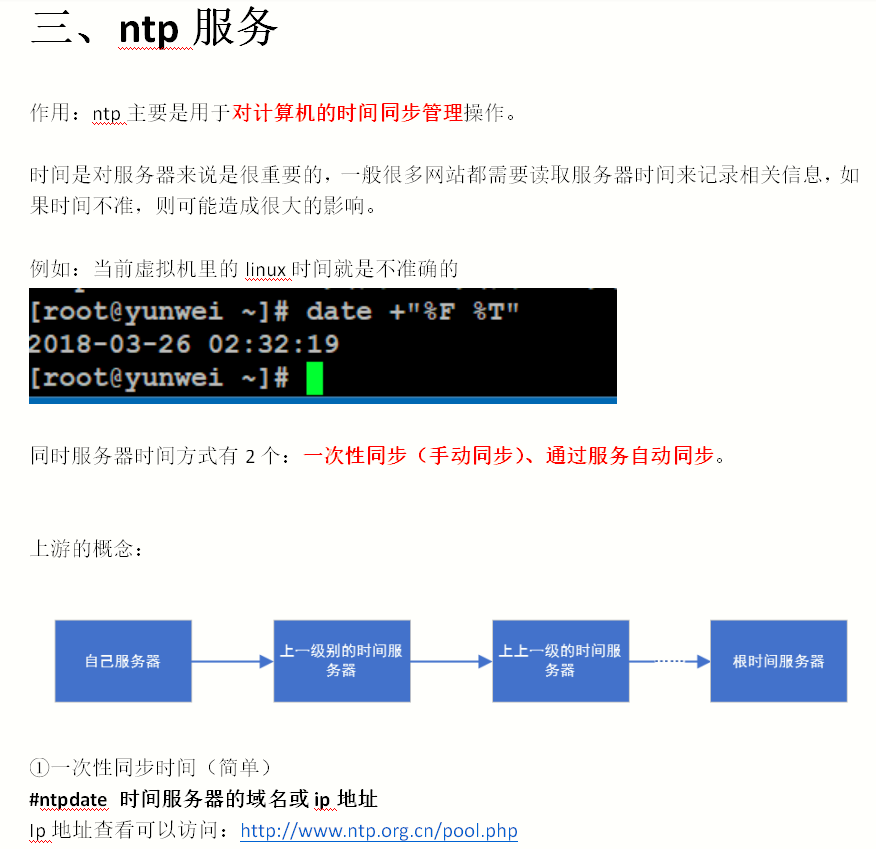 三、ntp 服务
作用：ntp 主要是用于对计算机的时间同步管理操作。
时间是对服务器来说是很重要的，一般很多网站都需要读取服务器时间来记录相关信息，如
果时间不准，则可能造成很大的影响。
例如：当前虚拟机里的 linux 时间就是不准确的
[root@yunwei ~]# date +"%F %T"
2018-03-26 02:32:19
[root@yunwei ~]#
同时服务器时间方式有 2 个：一次性同步（手动同步）、通过服务自动同步。
上游的概念：
自己服务器
上一级别的时间服
务器
上上一级的时间服
务器
根时间服务器
①一次性同步时间（简单）
#ntpdate 时间服务器的域名或 ip 地址
Ip 地址查看可以访问：http://www.ntp.org.cn/pool.php